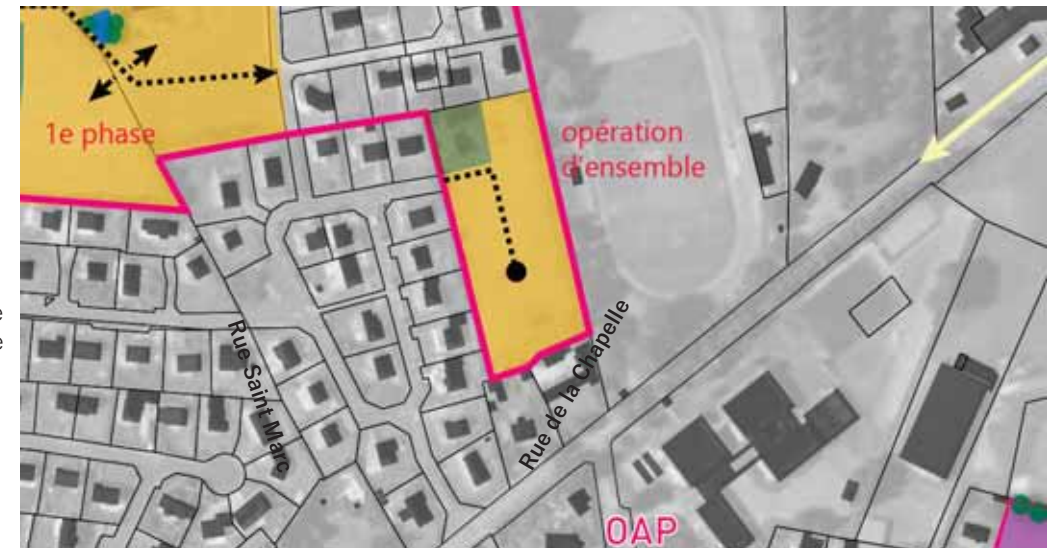 1e phase
opération
d'ensemble
e
e
Rue Saint Marc
Rue de la Chapelle
OAP